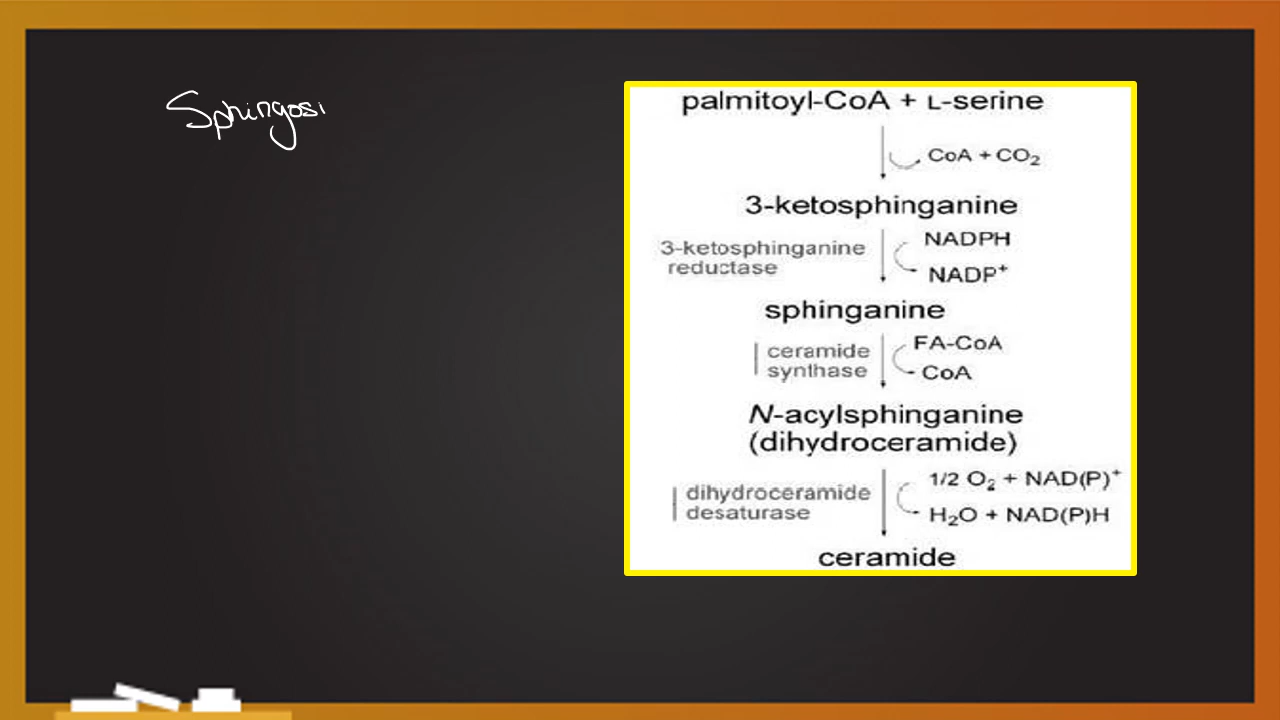 Sphingosi
palmitoyl-CoA + L-serine
CoA + CO₂
3-ketosphinganine
3-ketosphinganine
reductase
NADPH
NADP⁺
sphinganine
ceramide
synthase
FA-CoA
CoA
N-acylsphinganine
(dihydroceramide)
dihydroceramide
desaturase
1/2 O₂ + NAD(P)⁺
H₂O + NAD(P)H
ceramide